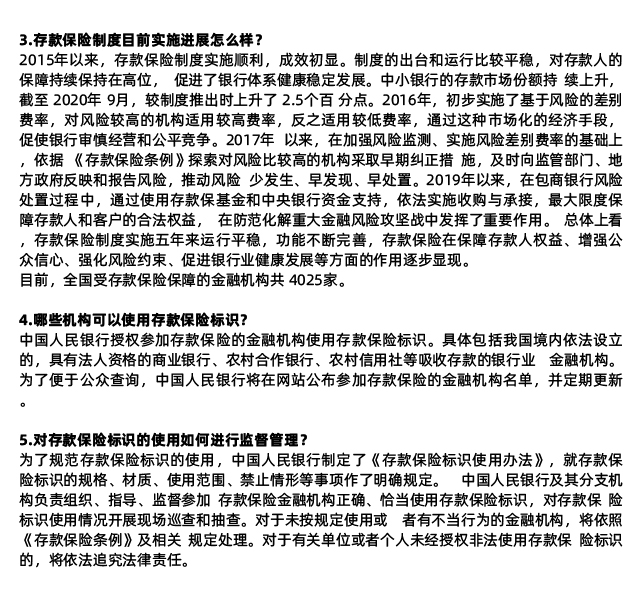 3.存款保险制度目前实施进展怎么样？
2015年以来，存款保险制度实施顺利，成效初显。制度的出台和运行比较平稳，对存款人的
保障持续保持在高位， 促进了银行体系健康稳定发展。中小银行的存款市场份额持 续上升，
截至 2020年 9月，较制度推出时上升了 2.5个百 分点。2016年，初步实施了基于风险的差别
费率，对风险较高的机构适用较高费率，反之适用较低费率，通过这种市场化的经济手段，
促使银行审慎经营和公平竞争。2017年 以来，在加强风险监测、实施风险差别费率的基础上
，依据 《存款保险条例》探索对风险比较高的机构采取早期纠正措 施，及时向监管部门、地
方政府反映和报告风险，推动风险 少发生、早发现、早处置。2019年以来，在包商银行风险
处置过程中，通过使用存款保基金和中央银行资金支持，依法实施收购与承接，最大限度保
障存款人和客户的合法权益， 在防范化解重大金融风险攻坚战中发挥了重要作用。 总体上看
，存款保险制度实施五年来运行平稳，功能不断完善，存款保险在保障存款人权益、增强公
众信心、强化风险约束、促进银行业健康发展等方面的作用逐步显现。
目前，全国受存款保险保障的金融机构共 4025家。
4.哪些机构可以使用存款保险标识？
中国人民银行授权参加存款保险的金融机构使用存款保险标识。具体包括我国境内依法设立
的，具有法人资格的商业银行、农村合作银行、农村信用社等吸收存款的银行业 金融机构。
为了便于公众查询，中国人民银行将在网站公布参加存款保险的金融机构名单，并定期更新
。
5.对存款保险标识的使用如何进行监督管理？
为了规范存款保险标识的使用，中国人民银行制定了《存款保险标识使用办法》，就存款保
险标识的规格、材质、使用范围、禁止情形等事项作了明确规定。 中国人民银行及其分支机
构负责组织、指导、监督参加 存款保险金融机构正确、恰当使用存款保险标识，对存款保 险
标识使用情况开展现场巡查和抽查。对于未按规定使用或 者有不当行为的金融机构，将依照
《存款保险条例》及相关 规定处理。对于有关单位或者个人未经授权非法使用存款保 险标识
的，将依法追究法律责任。